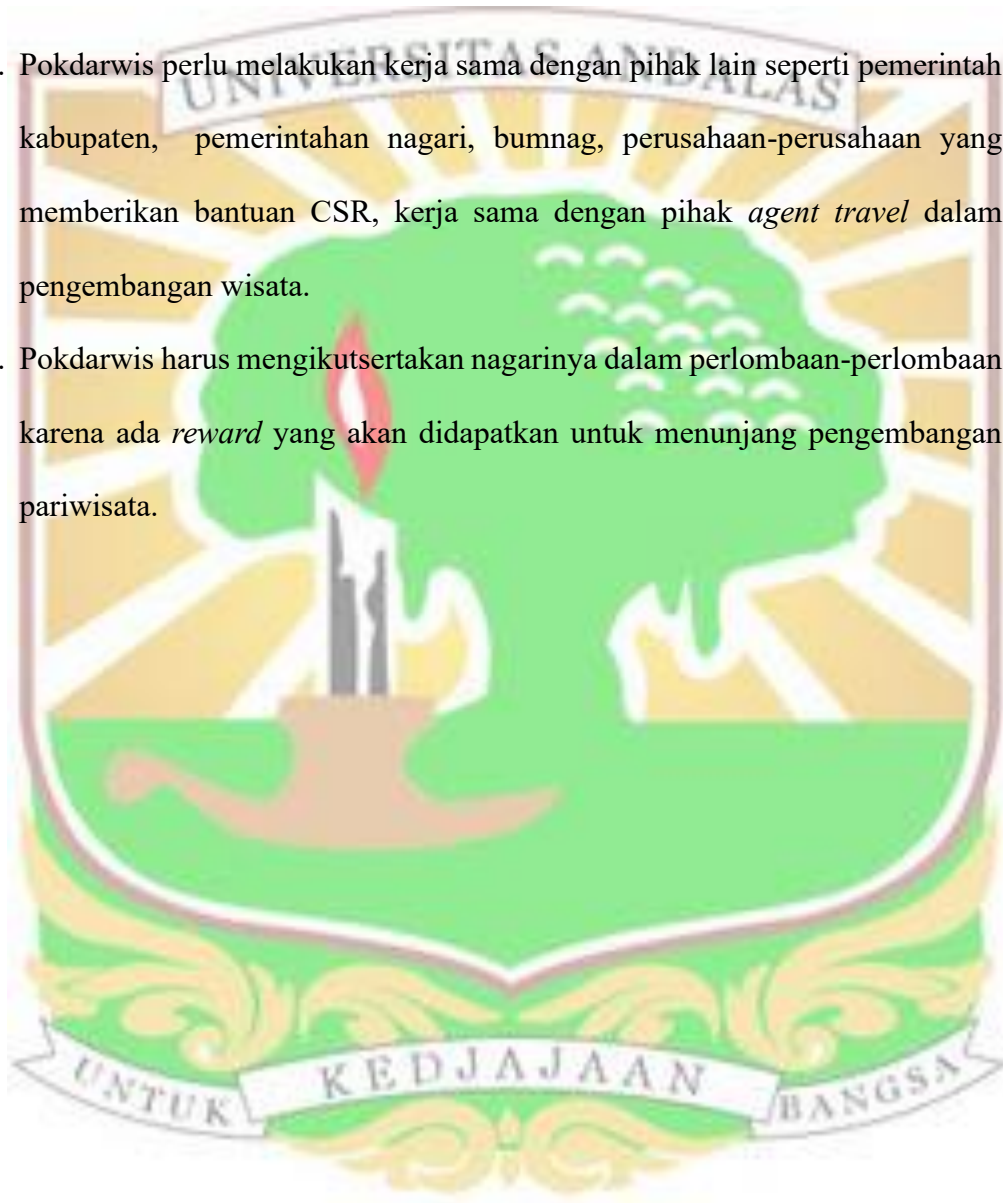 UNIVERSITAS ANDALAS
. Pokdarwis perlu melakukan kerja sama dengan pihak lain seperti pemerintah
kabupaten, pemerintahan nagari, bumnag, perusahaan-perusahaan yang
memberikan bantuan CSR, kerja sama dengan pihak agent travel dalam
pengembangan wisata.
. Pokdarwis harus mengikutsertakan nagarinya dalam perlombaan-perlombaan
karena ada reward yang akan didapatkan untuk menunjang pengembangan
pariwisata.
UNTUK KEDJAJAAN BANGSA